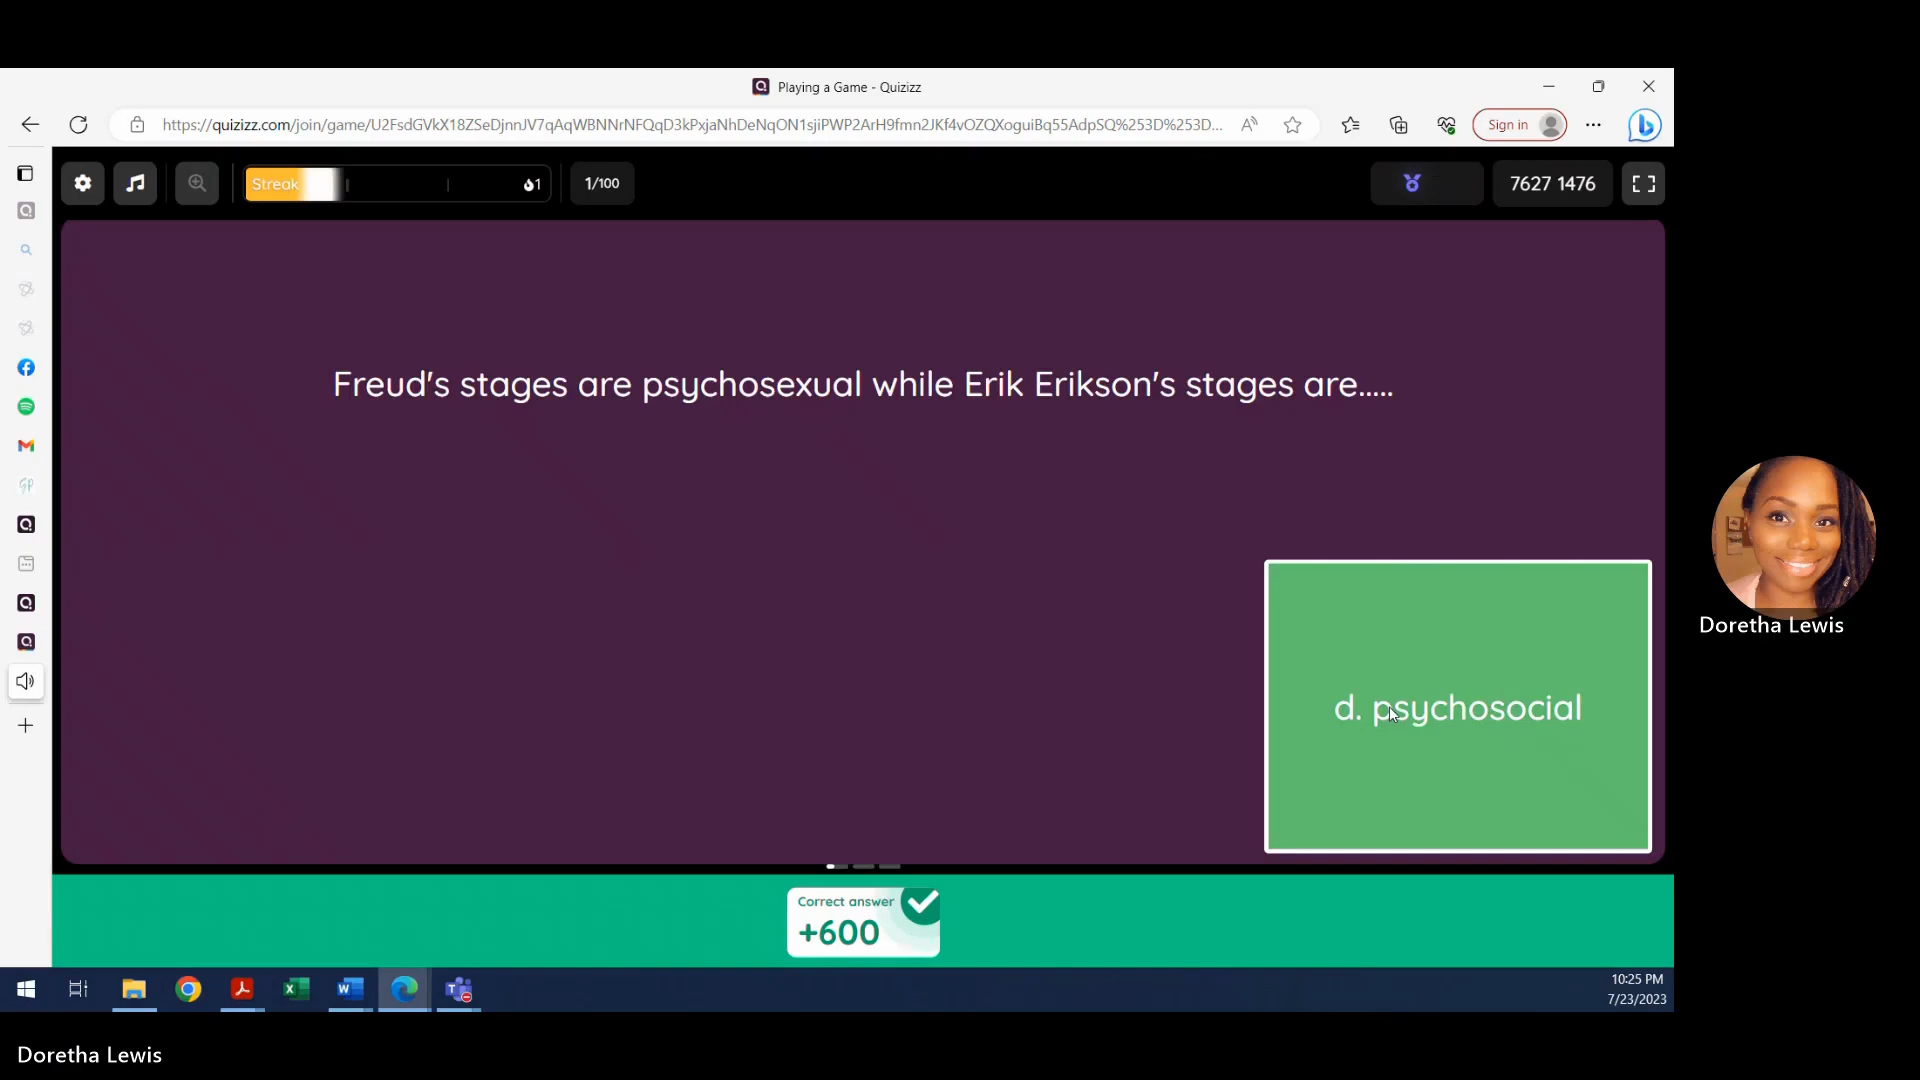 Playing a Game - Quizizz
https://quizizz.com/join/game/U2FsdGVkX18ZSeDjnnJV7qAqWBNNrNFQqD3kPxjaNhDeNqON1sjiPWP2ArH9fmn2JKf4vOZQXoguiBq55AdpSQ%253D%253D...
Sign in
Streak
1
1/100
7627 1476
Freud's stages are psychosexual while Erik Erikson's stages are.....
d. psychosocial
Doretha Lewis
Correct answer
+600
10:25 PM
7/23/2023
Doretha Lewis